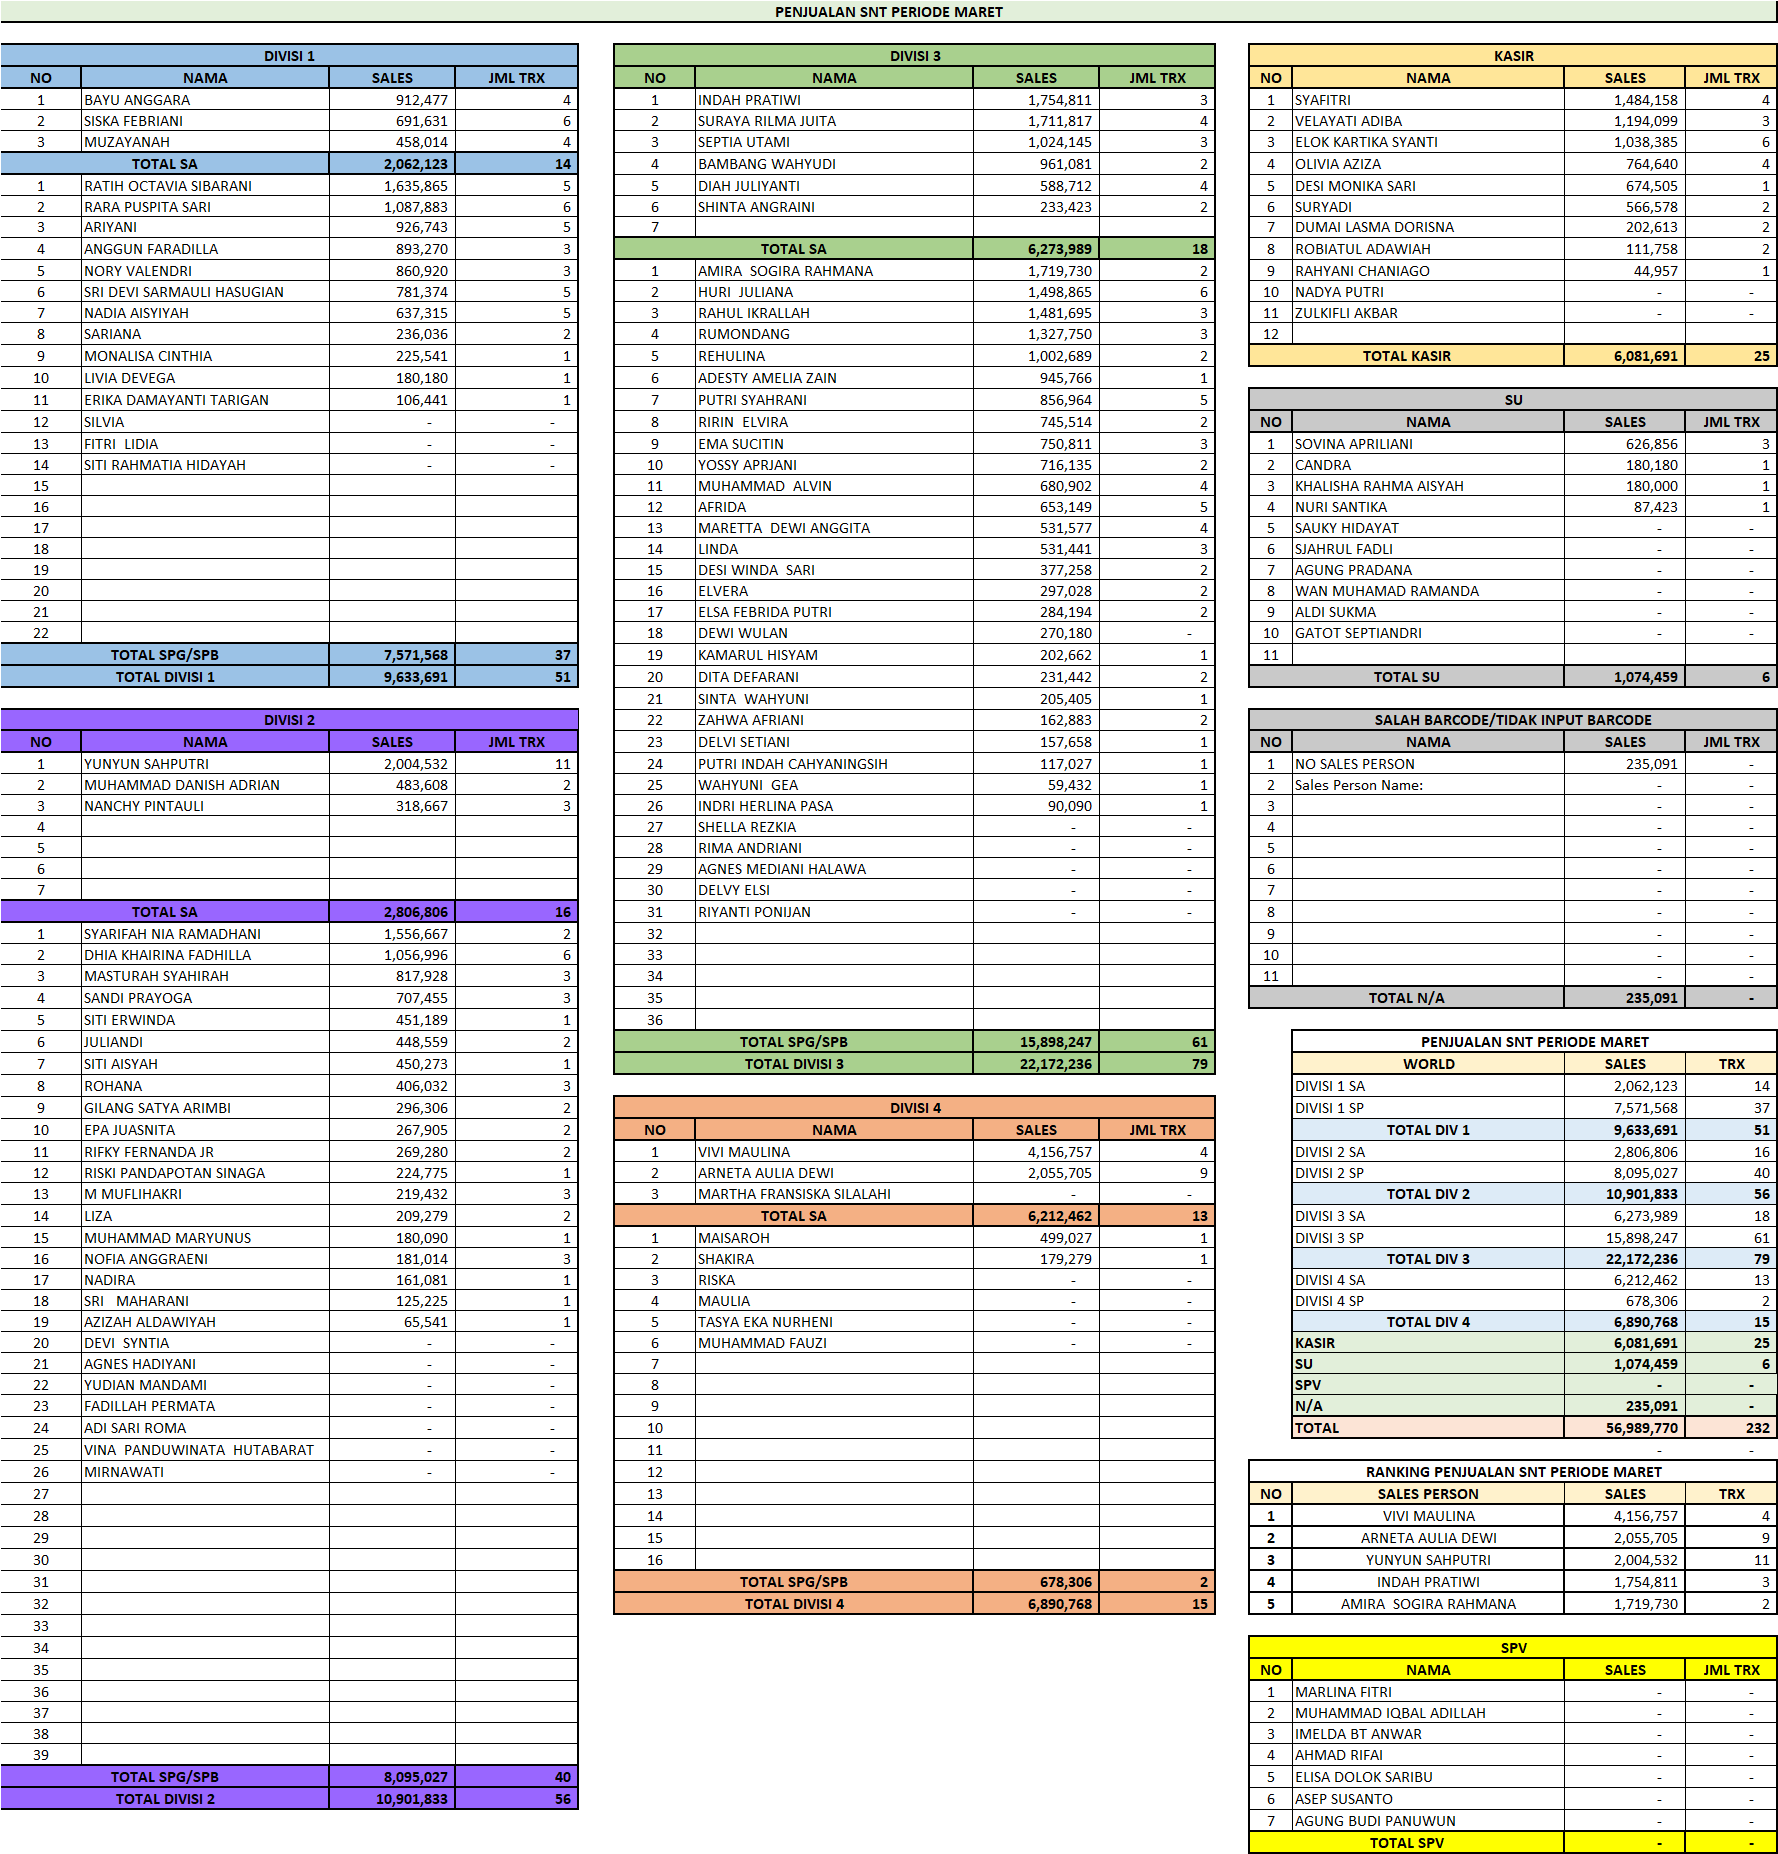 PENJUALAN SNT PERIODE MARET
DIVISI 1
NO NAMA SALES JML TRX
1 BAYU ANGGARA 912,477 4
2 SISKA FEBRIANI 691,631 6
3 MUZAYANAH 458,014 4
TOTAL SA 2,062,123 14
1 RATIH OCTAVIA SIBARANI 1,635,865 5
2 RARA PUSPITA SARI 1,087,883 6
3 ARIYANI 926,743 5
4 ANGGUN FARADILLA 893,270 3
5 NORY VALENDRI 860,920 3
6 SRI DEVI SARMAULI HASUGIAN 781,374 5
7 NADIA AISYIYAH 637,315 5
8 SARIANA 236,036 2
9 MONALISA CINTHIA 225,541 1
10 LIVIA DEVEGA 180,180 1
11 ERIKA DAMAYANTI TARIGAN 106,441 1
12 SILVIA - -
13 FITRI  LIDIA - -
14 SITI RAHMATIA HIDAYAH - -
15
16
17
18
19
20
21
22
TOTAL SPG/SPB 7,571,568 37
TOTAL DIVISI 1 9,633,691 51
DIVISI 2
NO NAMA SALES JML TRX
1 YUNYUN SAHPUTRI 2,004,532 11
2 MUHAMMAD DANISH ADRIAN 483,608 2
3 NANCHY PINTAULI 318,667 3
4
5
6
7
TOTAL SA 2,806,806 16
1 SYARIFAH NIA RAMADHANI 1,556,667 2
2 DHIA KHAIRINA FADHILLA 1,056,996 6
3 MASTURAH SYAHIRAH 817,928 3
4 SANDI PRAYOGA 707,455 3
5 SITI ERWINDA 451,189 1
6 JULIANDI 448,559 2
7 SITI AISYAH 450,273 1
8 ROHANA 406,032 3
9 GILANG SATYA ARIMBI 296,306 2
10 EPA JUASNITA 267,905 2
11 RIFKY FERNANDA JR 269,280 2
12 RISKI PANDAPOTAN SINAGA 224,775 1
13 M MUFLIHAKRI 219,432 3
14 LIZA 209,279 2
15 MUHAMMAD MARYUNUS 180,090 1
16 NOFIA ANGGRAENI 181,014 3
17 NADIRA 161,081 1
18 SRI   MAHARANI 125,225 1
19 AZIZAH ALDAWIYAH 65,541 1
20 DEVI  SYNTIA - -
21 AGNES HADIYANI - -
22 YUDIAN MANDAMI - -
23 FADILLAH PERMATA - -
24 ADI SARI ROMA - -
25 VINA  PANDUWINATA  HUTABARAT - -
26 MIRNAWATI - -
27
28
29
30
31
32
33
34
35
36
37
38
39
TOTAL SPG/SPB 8,095,027 40
TOTAL DIVISI 2 10,901,833 56
DIVISI 3
NO NAMA SALES JML TRX
1 INDAH PRATIWI 1,754,811 3
2 SURAYA RILMA JUITA 1,711,817 4
3 SEPTIA UTAMI 1,024,145 3
4 BAMBANG WAHYUDI 961,081 2
5 DIAH JULIYANTI 588,712 4
6 SHINTA ANGRAINI 233,423 2
7
TOTAL SA 6,273,989 18
1 AMIRA  SOGIRA RAHMANA 1,719,730 2
2 HURI  JULIANA 1,498,865 6
3 RAHUL IKRALLAH 1,481,695 3
4 RUMONDANG 1,327,750 3
5 REHULINA 1,002,689 2
6 ADESTY AMELIA ZAIN 945,766 1
7 PUTRI SYAHRANI 856,964 5
8 RIRIN  ELVIRA 745,514 2
9 EMA SUCITIN 750,811 3
10 YOSSY APRJANI 716,135 2
11 MUHAMMAD  ALVIN 680,902 4
12 AFRIDA 653,149 5
13 MARETTA  DEWI ANGGITA 531,577 4
14 LINDA 531,441 3
15 DESI WINDA  SARI 377,258 2
16 ELVERA 297,028 2
17 ELSA FEBRIDA PUTRI 284,194 2
18 DEWI WULAN 270,180 -
19 KAMARUL HISYAM 202,662 1
20 DITA DEFARANI 231,442 2
21 SINTA  WAHYUNI 205,405 1
22 ZAHWA AFRIANI 162,883 2
23 DELVI SETIANI 157,658 1
24 PUTRI INDAH CAHYANINGSIH 117,027 1
25 WAHYUNI  GEA 59,432 1
26 INDRI HERLINA PASA 90,090 1
27 SHELLA REZKIA - -
28 RIMA ANDRIANI - -
29 AGNES MEDIANI HALAWA - -
30 DELVY ELSI - -
31 RIYANTI PONIJAN - -
32
33
34
35
36
TOTAL SPG/SPB 15,898,247 61
TOTAL DIVISI 3 22,172,236 79
DIVISI 4
NO NAMA SALES JML TRX
1 VIVI MAULINA 4,156,757 4
2 ARNETA AULIA DEWI 2,055,705 9
3 MARTHA FRANSISKA SILALAHI - -
TOTAL SA 6,212,462 13
1 MAISAROH 499,027 1
2 SHAKIRA 179,279 1
3 RISKA - -
4 MAULIA - -
5 TASYA EKA NURHENI - -
6 MUHAMMAD FAUZI - -
7
8
9
10
11
12
13
14
15
16
TOTAL SPG/SPB 678,306 2
TOTAL DIVISI 4 6,890,768 15
KASIR
NO NAMA SALES JML TRX
1 SYAFITRI 1,484,158 4
2 VELAYATI ADIBA 1,194,099 3
3 ELOK KARTIKA SYANTI 1,038,385 6
4 OLIVIA AZIZA 764,640 4
5 DESI MONIKA SARI 674,505 1
6 SURYADI 566,578 2
7 DUMAI LASMA DORISNA 202,613 2
8 ROBIATUL ADAWIAH 111,758 2
9 RAHYANI CHANIAGO 44,957 1
10 NADYA PUTRI - -
11 ZULKIFLI AKBAR - -
12
TOTAL KASIR 6,081,691 25
SU
NO NAMA SALES JML TRX
1 SOVINA APRILIANI 626,856 3
2 CANDRA 180,180 1
3 KHALISHA RAHMA AISYAH 180,000 1
4 NURI SANTIKA 87,423 1
5 SAUKY HIDAYAT - -
6 SJAHRUL FADLI - -
7 AGUNG PRADANA - -
8 WAN MUHAMAD RAMANDA - -
9 ALDI SUKMA - -
10 GATOT SEPTIANDRI - -
11
TOTAL SU 1,074,459 6
SALAH BARCODE/TIDAK INPUT BARCODE
NO NAMA SALES JML TRX
1 NO SALES PERSON 235,091 -
2 Sales Person Name: - -
3 - -
4 - -
5 - -
6 - -
7 - -
8 - -
9 - -
10 - -
11 - -
TOTAL N/A 235,091 -
PENJUALAN SNT PERIODE MARET
WORLD SALES TRX
DIVISI 1 SA 2,062,123 14
DIVISI 1 SP 7,571,568 37
TOTAL DIV 1 9,633,691 51
DIVISI 2 SA 2,806,806 16
DIVISI 2 SP 8,095,027 40
TOTAL DIV 2 10,901,833 56
DIVISI 3 SA 6,273,989 18
DIVISI 3 SP 15,898,247 61
TOTAL DIV 3 22,172,236 79
DIVISI 4 SA 6,212,462 13
DIVISI 4 SP 678,306 2
TOTAL DIV 4 6,890,768 15
KASIR 6,081,691 25
SU 1,074,459 6
SPV - -
N/A 235,091 -
TOTAL 56,989,770 232
- -
RANKING PENJUALAN SNT PERIODE MARET
NO SALES PERSON SALES TRX
1 VIVI MAULINA 4,156,757 4
2 ARNETA AULIA DEWI 2,055,705 9
3 YUNYUN SAHPUTRI 2,004,532 11
4 INDAH PRATIWI 1,754,811 3
5 AMIRA  SOGIRA RAHMANA 1,719,730 2
SPV
NO NAMA SALES JML TRX
1 MARLINA FITRI - -
2 MUHAMMAD IQBAL ADILLAH - -
3 IMELDA BT ANWAR - -
4 AHMAD RIFAI - -
5 ELISA DOLOK SARIBU - -
6 ASEP SUSANTO - -
7 AGUNG BUDI PANUWUN - -
TOTAL SPV - -